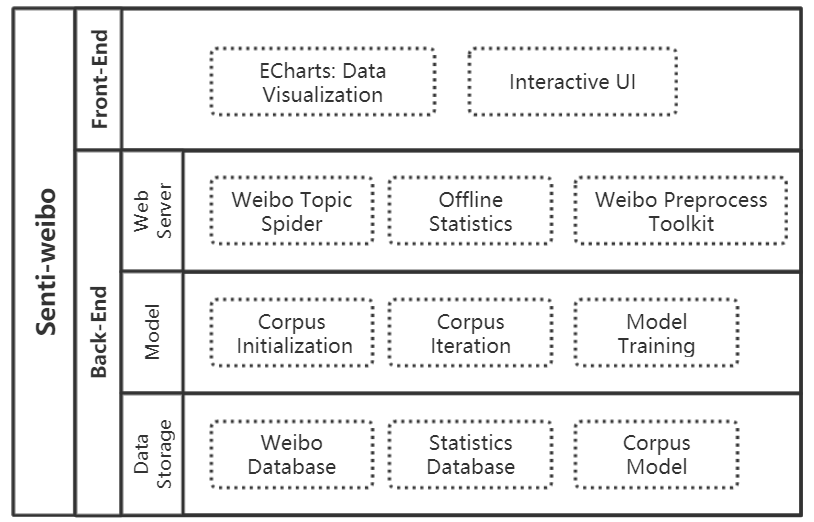 Senti-weibo
Front-End
ECharts: Data
Visualization
Interactive UI
Back-End
Web
Server
Weibo Topic
Spider
Offline
Statistics
Weibo Preprocess
Toolkit
Model
Corpus
Initialization
Corpus
Iteration
Model
Training
Data
Storage
Weibo
Database
Statistics
Database
Corpus
Model